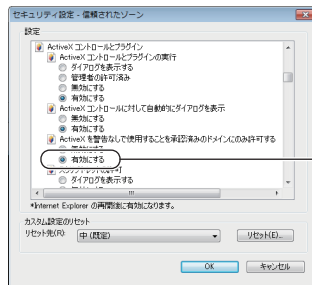 セキュリティ設定 - 信頼されたゾーン
設定
ActiveX コントロールとプラグイン
ActiveX コントロールとプラグインの実行
ダイアログを表示する
管理者の許可済み
無効にする
有効にする
ActiveX コントロールに対して自動的にダイアログを表示
無効にする
有効にする
ActiveX を警告なしで使用することを承認済みのドメインにのみ許可する
有効にする
ダイアログを表示する
*Internet Explorer の再開後に有効になります。
カスタム設定のリセット
リセット先(R):
中 (既定)
リセット(E)...
OK
キャンセル